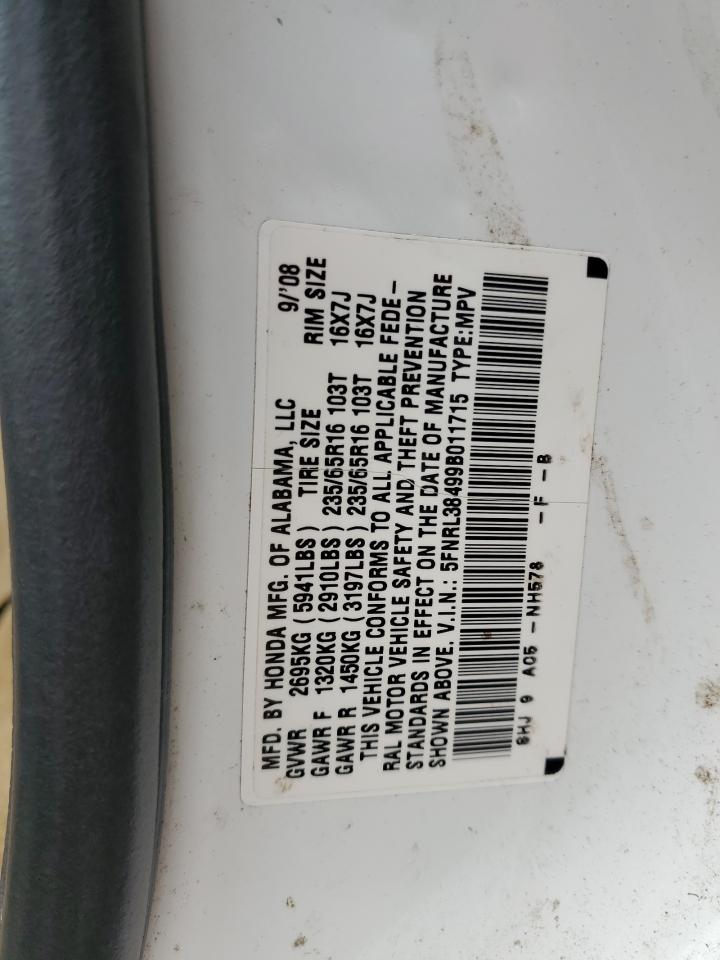 MFD. BY HONDA MFG. OF ALABAMA, LLC 9/'08
GVWR 2695KG (5941LBS) TIRE SIZE RIM SIZE
GAWR F 1320KG (2910LBS) 235/65R16 103T 16X7J
GAWR R 1450KG (3197LBS) 235/65R16 103T 16X7J
THIS VEHICLE CONFORMS TO ALL APPLICABLE FEDE-
RAL MOTOR VEHICLE SAFETY AND THEFT PREVENTION
STANDARDS IN EFFECT ON THE DATE OF MANUFACTURE
SHOWN ABOVE. V.I.N.: 5FNRL38499B011715 TYPE:MPV
SHJ 9 A05 -NH578 -F -B